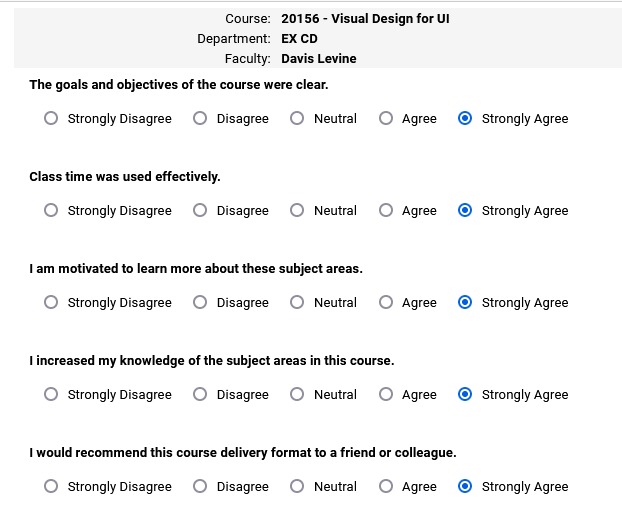 Course: 20156 - Visual Design for UI
Department: EX CD
Faculty: Davis Levine
The goals and objectives of the course were clear.
Strongly Disagree Disagree Neutral Agree Strongly Agree
Class time was used effectively.
Strongly Disagree Disagree Neutral Agree Strongly Agree
I am motivated to learn more about these subject areas.
Strongly Disagree Disagree Neutral Agree Strongly Agree
I increased my knowledge of the subject areas in this course.
Strongly Disagree Disagree Neutral Agree Strongly Agree
I would recommend this course delivery format to a friend or colleague.
Strongly Disagree Disagree Neutral Agree Strongly Agree